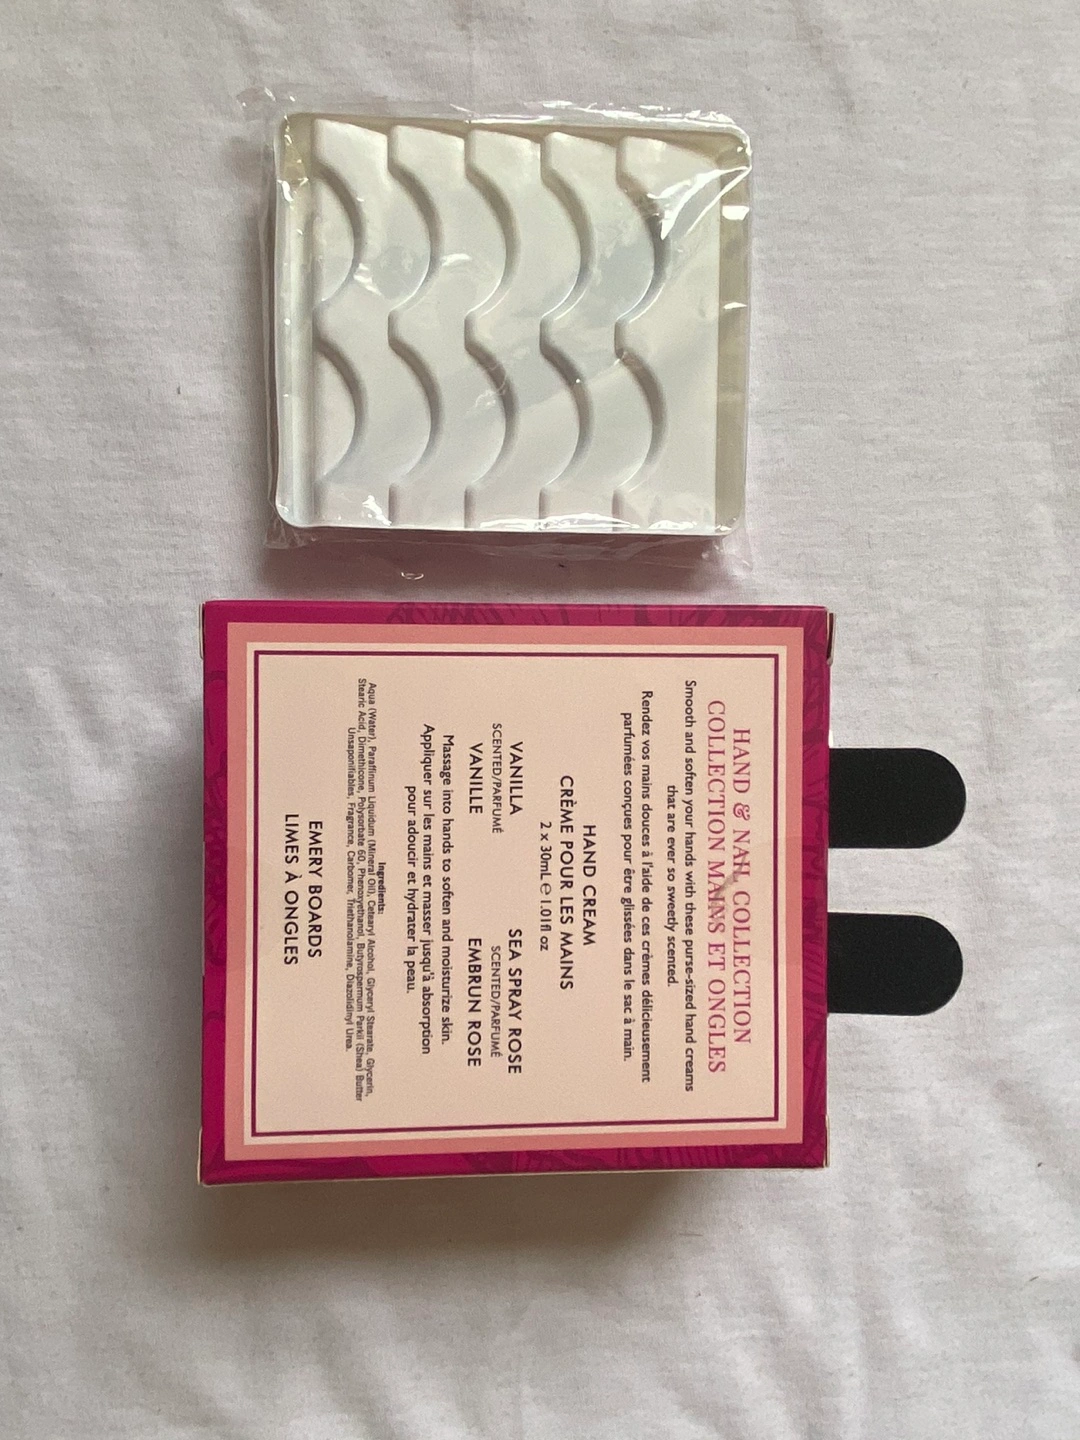 HAND & NAIL COLLECTION
COLLECTION MAINS ET ONGLES
Smooth and soften your hands with these purse-sized hand creams
that are ever so sweetly scented.
Rendez vos mains douces à l'aide de ces crèmes délicieusement
parfumées conçues pour être glissées dans le sac à main.
HAND CREAM
CRÈME POUR LES MAINS
2 x 30mL ℮ 1.01fl oz
VANILLA
SCENTED/PARFUMÉ
VANILLE
SEA SPRAY ROSE
SCENTED/PARFUMÉ
EMBRUN ROSE
Massage into hands to soften and moisturize skin.
Appliquer sur les mains et masser jusqu'à absorption
pour adoucir et hydrater la peau.
Ingredients:
Aqua (Water), Paraffinum Liquidum (Mineral Oil), Cetearyl Alcohol, Glyceryl Stearate, Glycerin,
Stearic Acid, Dimethicone, Polysorbate 60, Phenoxyethanol, Butyrospermum Parkii (Shea) Butter
Unsaponifiables, Fragrance, Carbomer, Triethanolamine, Diazolidinyl Urea.
EMERY BOARDS
LIMES À ONGLES